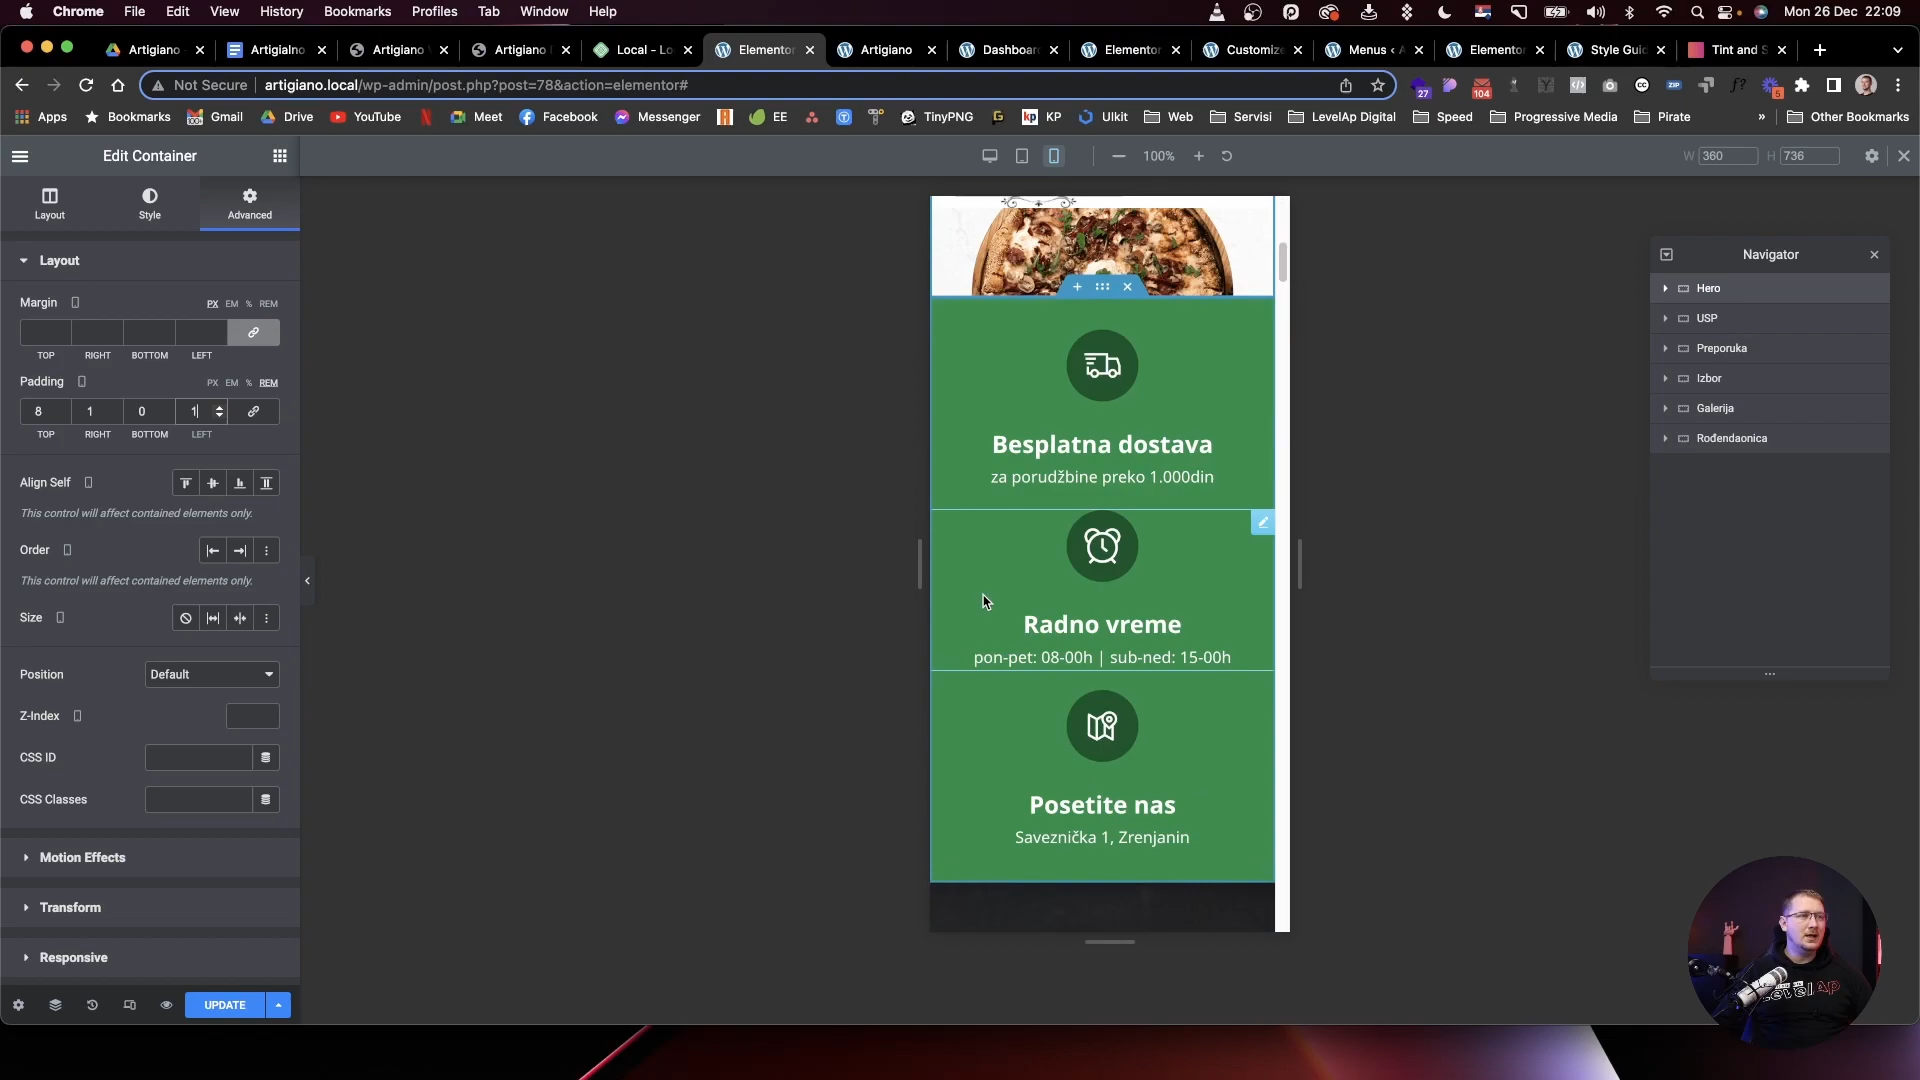 Chrome File Edit View History Bookmarks Profiles Tab Window Help Mon 26 Dec 22:09
Artigiano Artigialno Artigiano Artigiano Local - Lo Elementor Artigiano Dashboar Elementor Customize Menus ‹ A Elementor Style Guid Tint and S
Not Secure artigiano.local/wp-admin/post.php?post=78&action=elementor# 27 104 5
Apps Bookmarks Gmail Drive YouTube Meet Facebook Messenger EE TinyPNG KP UIkit Web Servisi LevelAp Digital Speed Progressive Media Pirate » Other Bookmarks
Edit Container 100% W 360 H 736
Layout Style Advanced
Layout
Margin PX EM % REM
TOP RIGHT BOTTOM LEFT
Padding PX EM % REM
8 1 0 1
TOP RIGHT BOTTOM LEFT
Align Self
This control will affect contained elements only.
Order
This control will affect contained elements only.
Size
Position Default
Z-Index
CSS ID
CSS Classes
Motion Effects
Transform
Responsive
UPDATE
Besplatna dostava
za porudžbine preko 1.000din
Radno vreme
pon-pet: 08-00h | sub-ned: 15-00h
Posetite nas
Saveznička 1, Zrenjanin
Navigator
Hero
USP
Preporuka
Izbor
Galerija
Rođendaonica